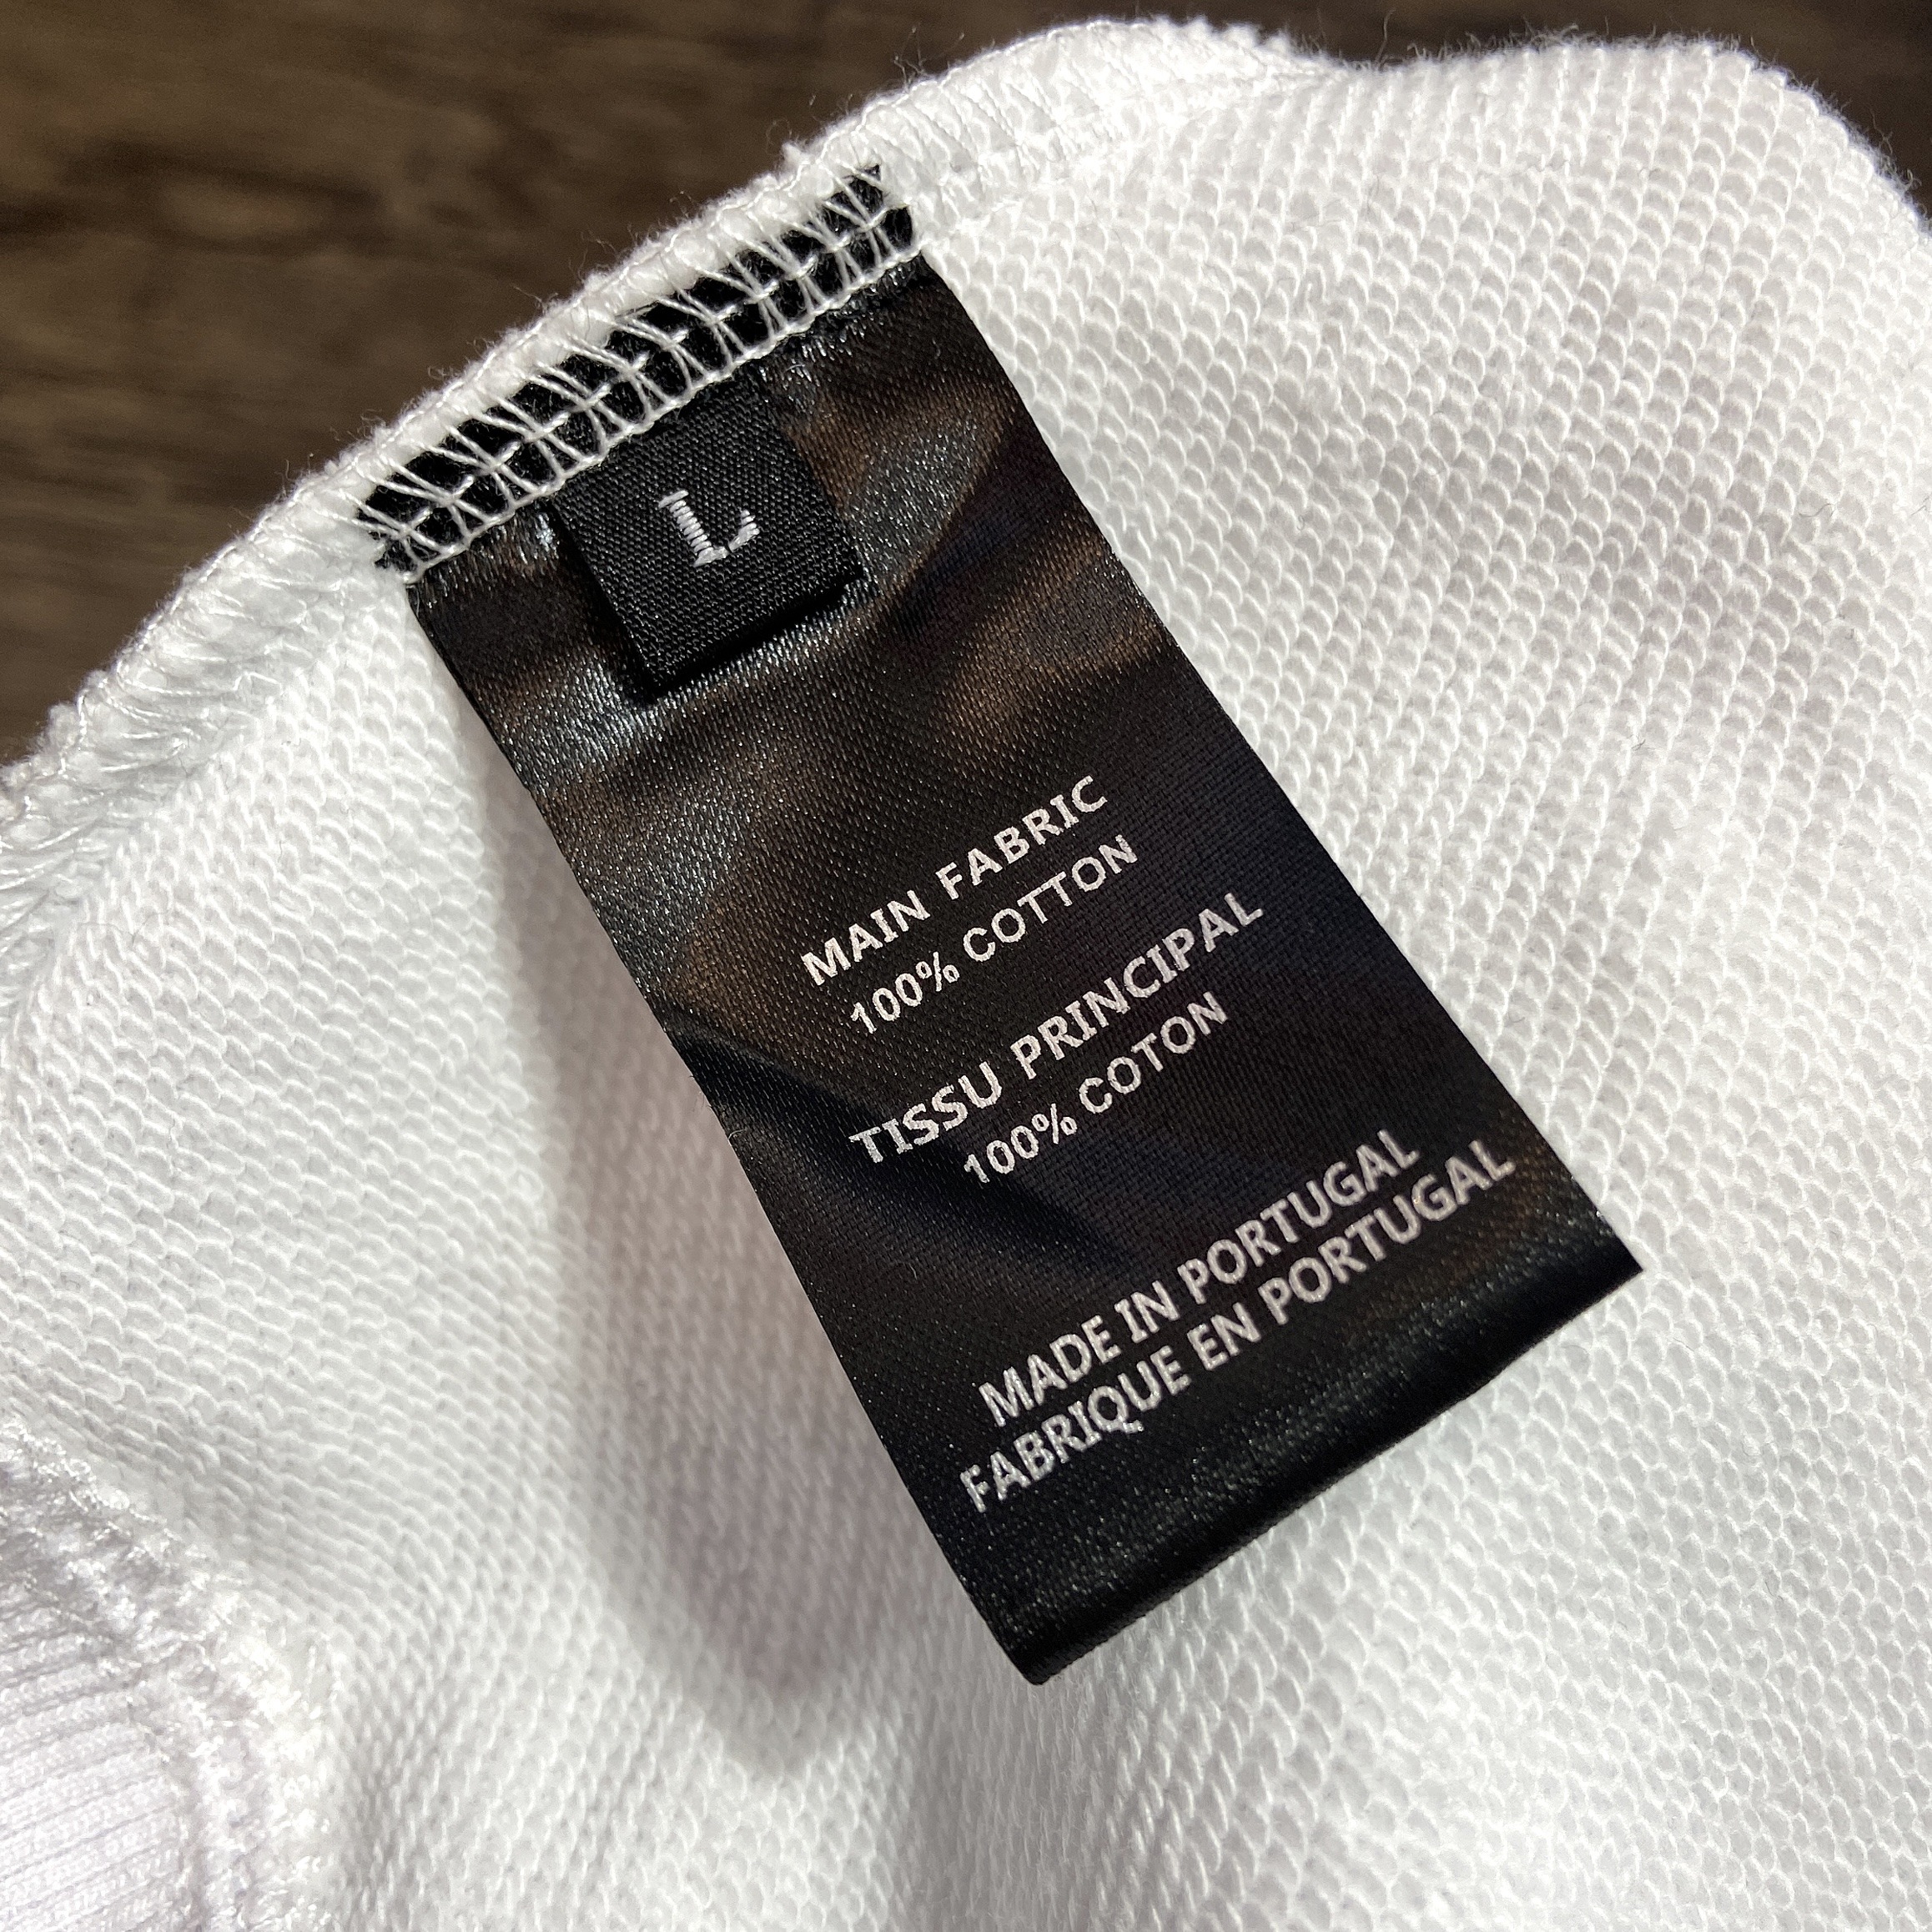 L
MAIN FABRIC
100% COTTON
TISSU PRINCIPAL
100% COTON
MADE IN PORTUGAL
FABRIQUE EN PORTUGAL